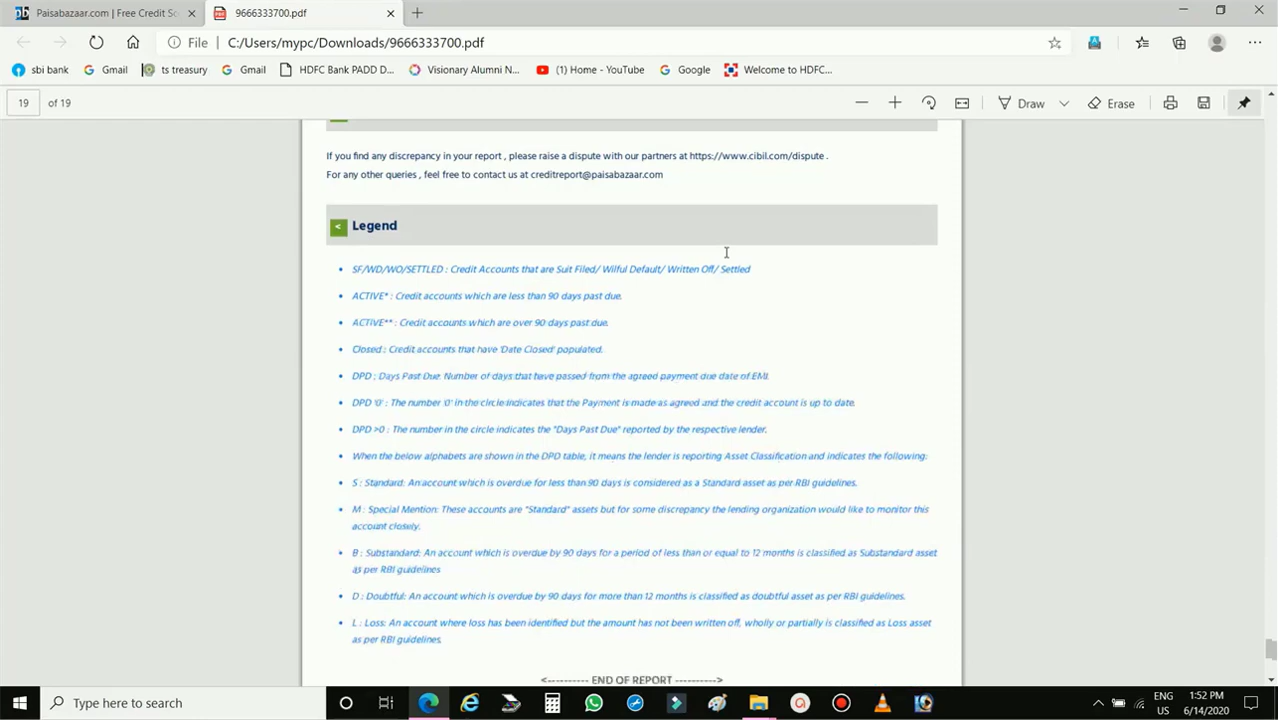 Paisabazaar.com | Free Credit Sc
9666333700.pdf
File
C:/Users/mypc/Downloads/9666333700.pdf
sbi bank
Gmail
ts treasury
Gmail
HDFC Bank PADD D...
Visionary Alumni N...
(1) Home - YouTube
Google
Welcome to HDFC...
19 of 19
Draw
Erase
If you find any discrepancy in your report , please raise a dispute with our partners at https://www.cibil.com/dispute .
For any other queries , feel free to contact us at creditreport@paisabazaar.com
< Legend
• SF/WD/WO/SETTLED : Credit Accounts that are Suit Filed/ Wilful Default/ Written Off/ Settled
• ACTIVE* : Credit accounts which are less than 90 days past due.
• ACTIVE** : Credit accounts which are over 90 days past due.
• Closed : Credit accounts that have 'Date Closed' populated.
• DPD : Days Past Due. Number of days that have passed from the agreed payment due date of EMI.
• DPD '0' : The number '0' in the circle indicates that the Payment is made as agreed and the credit account is up to date.
• DPD >0 : The number in the circle indicates the "Days Past Due" reported by the respective lender.
• When the below alphabets are shown in the DPD table, it means the lender is reporting Asset Classification and indicates the following:
• S : Standard: An account which is overdue for less than 90 days is considered as a Standard asset as per RBI guidelines.
• M : Special Mention: These accounts are "Standard" assets but for some discrepancy the lending organization would like to monitor this
account closely.
• B : Substandard: An account which is overdue by 90 days for a period of less than or equal to 12 months is classified as Substandard asset
as per RBI guidelines
• D : Doubtful: An account which is overdue by 90 days for more than 12 months is classified as doubtful asset as per RBI guidelines.
• L : Loss: An account where loss has been identified but the amount has not been written off, wholly or partially is classified as Loss asset
as per RBI guidelines.
<---------- END OF REPORT ---------->
Type here to search
ENG
US
1:52 PM
6/14/2020